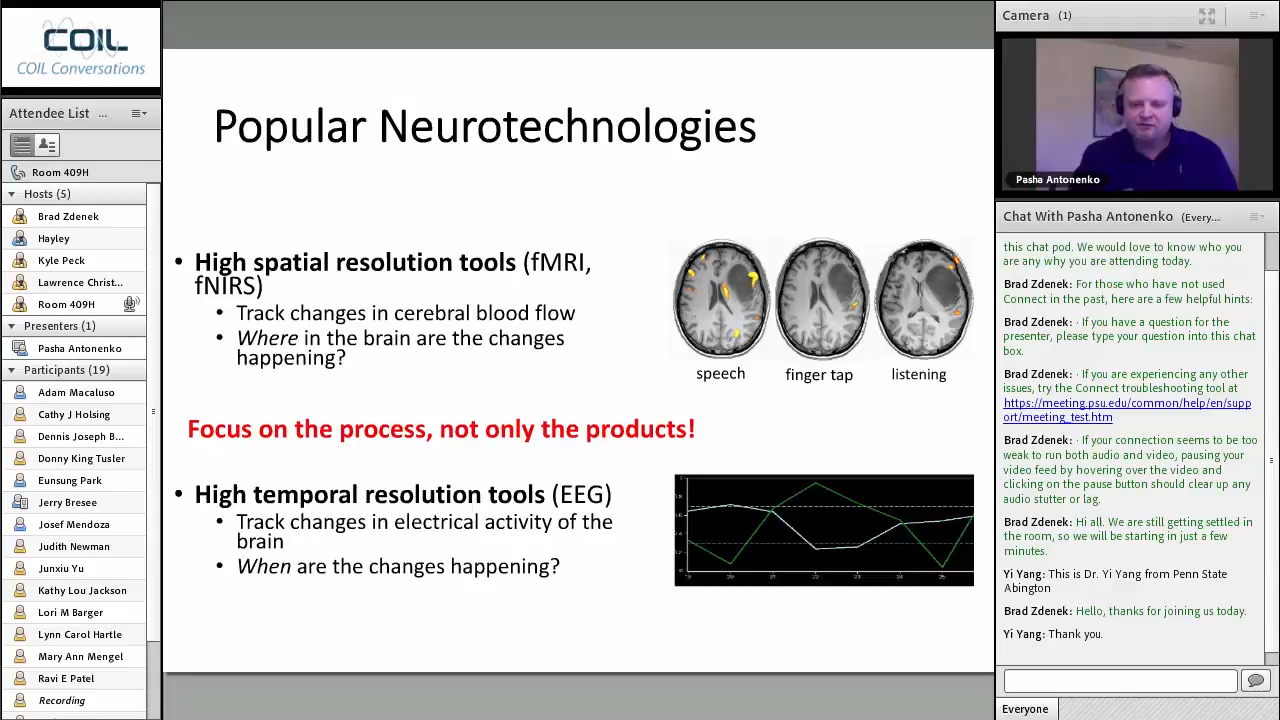 COIL
COIL Conversations
Attendee List ...
Room 409H
Hosts (5)
Brad Zdenek
Hayley
Kyle Peck
Lawrence Christ...
Room 409H
Presenters (1)
Pasha Antonenko
Participants (19)
Adam Macaluso
Cathy J Holsing
Dennis Joseph B...
Donny King Tusler
Eunsung Park
Jerry Bresee
Josef Mendoza
Judith Newman
Junxiu Yu
Kathy Lou Jackson
Lori M Barger
Lynn Carol Hartle
Mary Ann Mengel
Ravi E Patel
Recording
Popular Neurotechnologies
• High spatial resolution tools (fMRI,
fNIRS)
• Track changes in cerebral blood flow
• Where in the brain are the changes
happening?
speech
finger tap
listening
Focus on the process, not only the products!
• High temporal resolution tools (EEG)
• Track changes in electrical activity of the
brain
• When are the changes happening?
20
21
22
23
24
25
Camera (1)
Pasha Antonenko
Chat With Pasha Antonenko (Every...
this chat pod. We would love to know who you
are any why you are attending today.
Brad Zdenek: For those who have not used
Connect in the past, here are a few helpful hints:
Brad Zdenek: · If you have a question for the
presenter, please type your question into this chat
box.
Brad Zdenek: · If you are experiencing any other
issues, try the Connect troubleshooting tool at
https://meeting.psu.edu/common/help/en/supp
ort/meeting_test.htm
Brad Zdenek: · If your connection seems to be too
weak to run both audio and video, pausing your
video feed by hovering over the video and
clicking on the pause button should clear up any
audio stutter or lag.
Brad Zdenek: Hi all. We are still getting settled in
the room, so we will be starting in just a few
minutes.
Yi Yang: This is Dr. Yi Yang from Penn State
Abington
Brad Zdenek: Hello, thanks for joining us today.
Yi Yang: Thank you.
Everyone